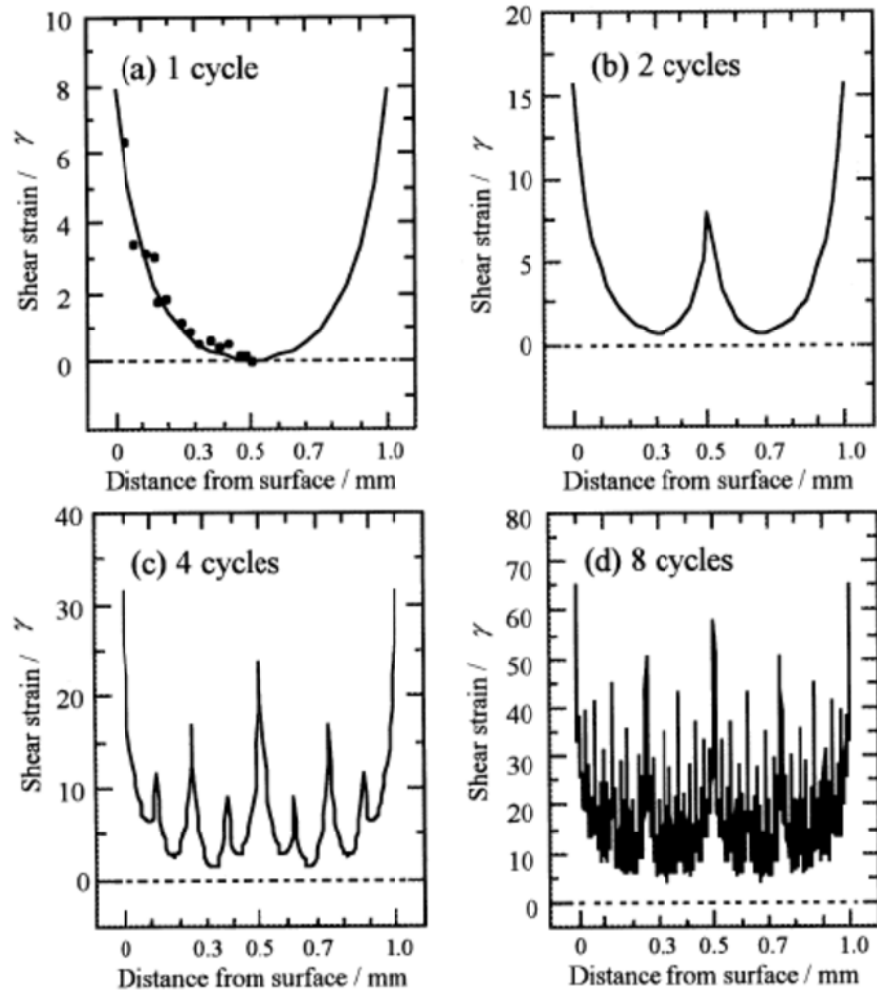 (a) 1 cycle
10
8
6
4
2
0
Shear strain / γ
0 0.3 0.5 0.7 1.0
Distance from surface / mm
(b) 2 cycles
20
15
10
5
0
Shear strain / γ
0 0.3 0.5 0.7 1.0
Distance from surface / mm
(c) 4 cycles
40
30
20
10
0
Shear strain / γ
0 0.3 0.5 0.7 1.0
Distance from surface / mm
(d) 8 cycles
80
70
60
50
40
30
20
10
0
Shear strain / γ
0 0.3 0.5 0.7 1.0
Distance from surface / mm